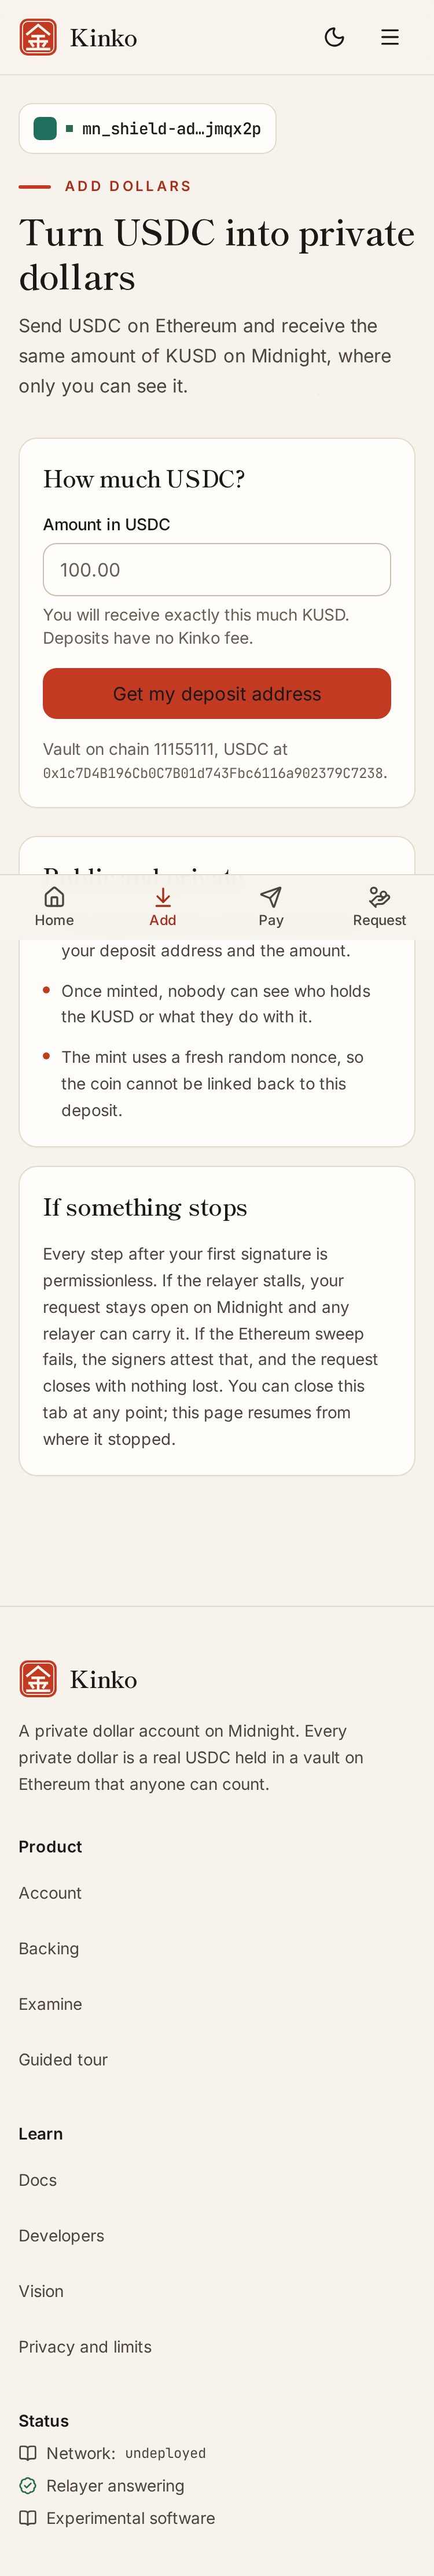 金 Kinko
mn_shield-ad…jmqx2p
ADD DOLLARS
Turn USDC into private
dollars
Send USDC on Ethereum and receive the
same amount of KUSD on Midnight, where
only you can see it.
How much USDC?
Amount in USDC
100.00
You will receive exactly this much KUSD.
Deposits have no Kinko fee.
Get my deposit address
Vault on chain 11155111, USDC at
0x1c7D4B196Cb0C7B01d743Fbc6116a902379C7238.
Home
Add
Pay
Request
your deposit address and the amount.
Once minted, nobody can see who holds
the KUSD or what they do with it.
The mint uses a fresh random nonce, so
the coin cannot be linked back to this
deposit.
If something stops
Every step after your first signature is
permissionless. If the relayer stalls, your
request stays open on Midnight and any
relayer can carry it. If the Ethereum sweep
fails, the signers attest that, and the request
closes with nothing lost. You can close this
tab at any point; this page resumes from
where it stopped.
金 Kinko
A private dollar account on Midnight. Every
private dollar is a real USDC held in a vault on
Ethereum that anyone can count.
Product
Account
Backing
Examine
Guided tour
Learn
Docs
Developers
Vision
Privacy and limits
Status
Network: undeployed
Relayer answering
Experimental software